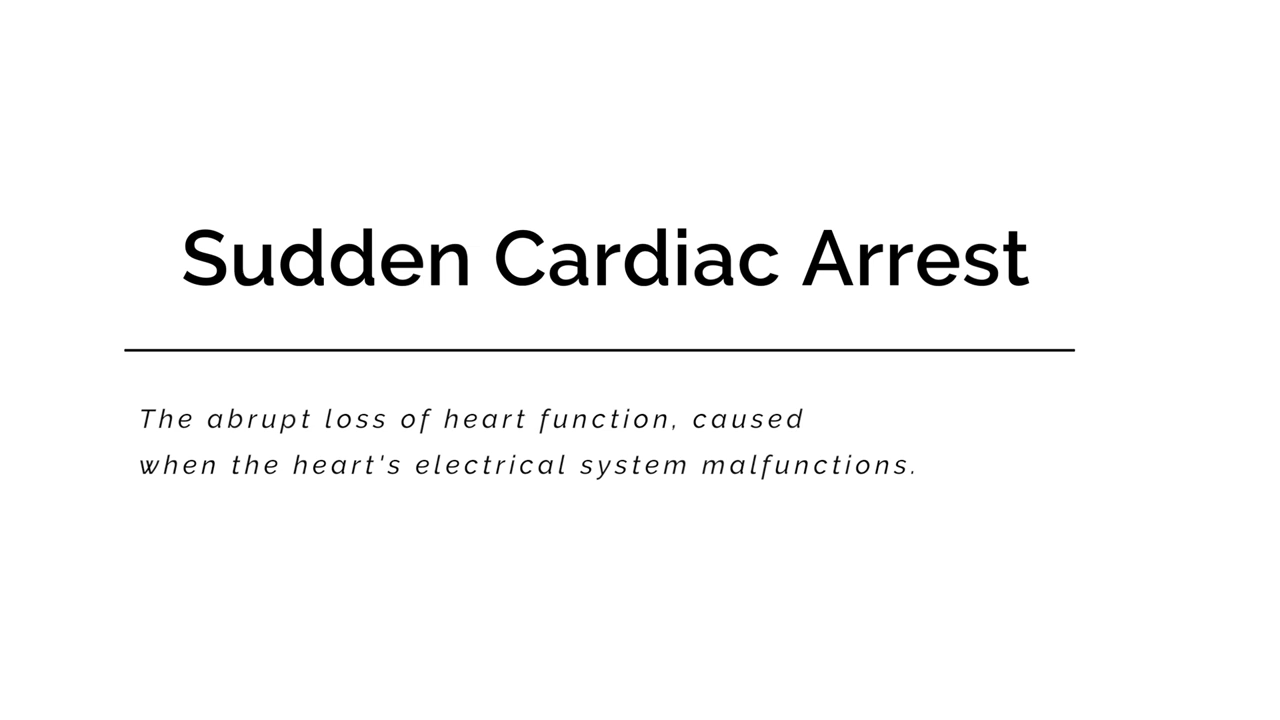 Sudden Cardiac Arrest
The abrupt loss of heart function, caused
when the heart's electrical system malfunctions.